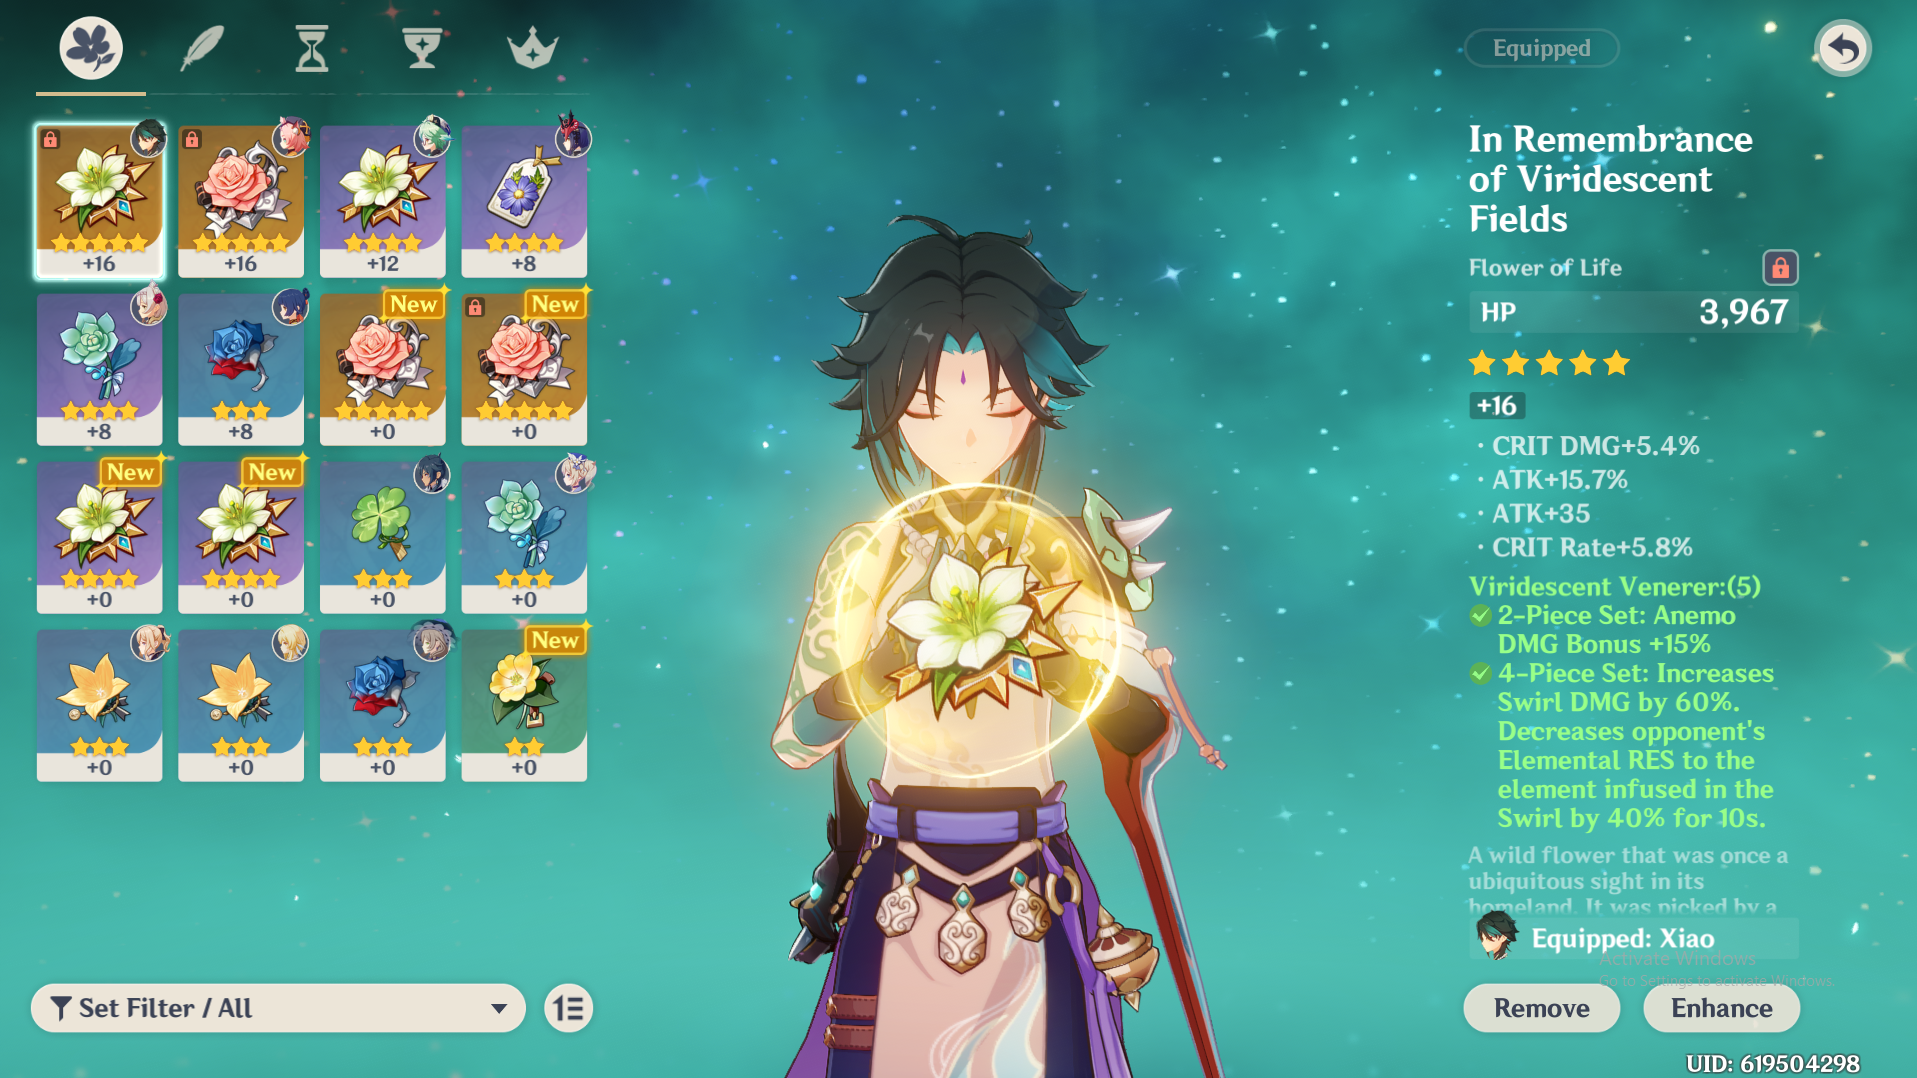 Equipped
In Remembrance
of Viridescent
Fields
Flower of Life
HP 3,967
+16
· CRIT DMG+5.4%
· ATK+15.7%
· ATK+35
· CRIT Rate+5.8%
Viridescent Venerer:(5)
2-Piece Set: Anemo
DMG Bonus +15%
4-Piece Set: Increases
Swirl DMG by 60%.
Decreases opponent's
Elemental RES to the
element infused in the
Swirl by 40% for 10s.
A wild flower that was once a
ubiquitous sight in its
homeland. It was picked by a
Equipped: Xiao
Activate Windows
Go to Settings to activate Windows.
Remove Enhance
UID: 619504298
+16 +16 +12 +8
New New
+8 +8 +0 +0
New New
+0 +0 +0 +0
New
+0 +0 +0 +0
Set Filter / All